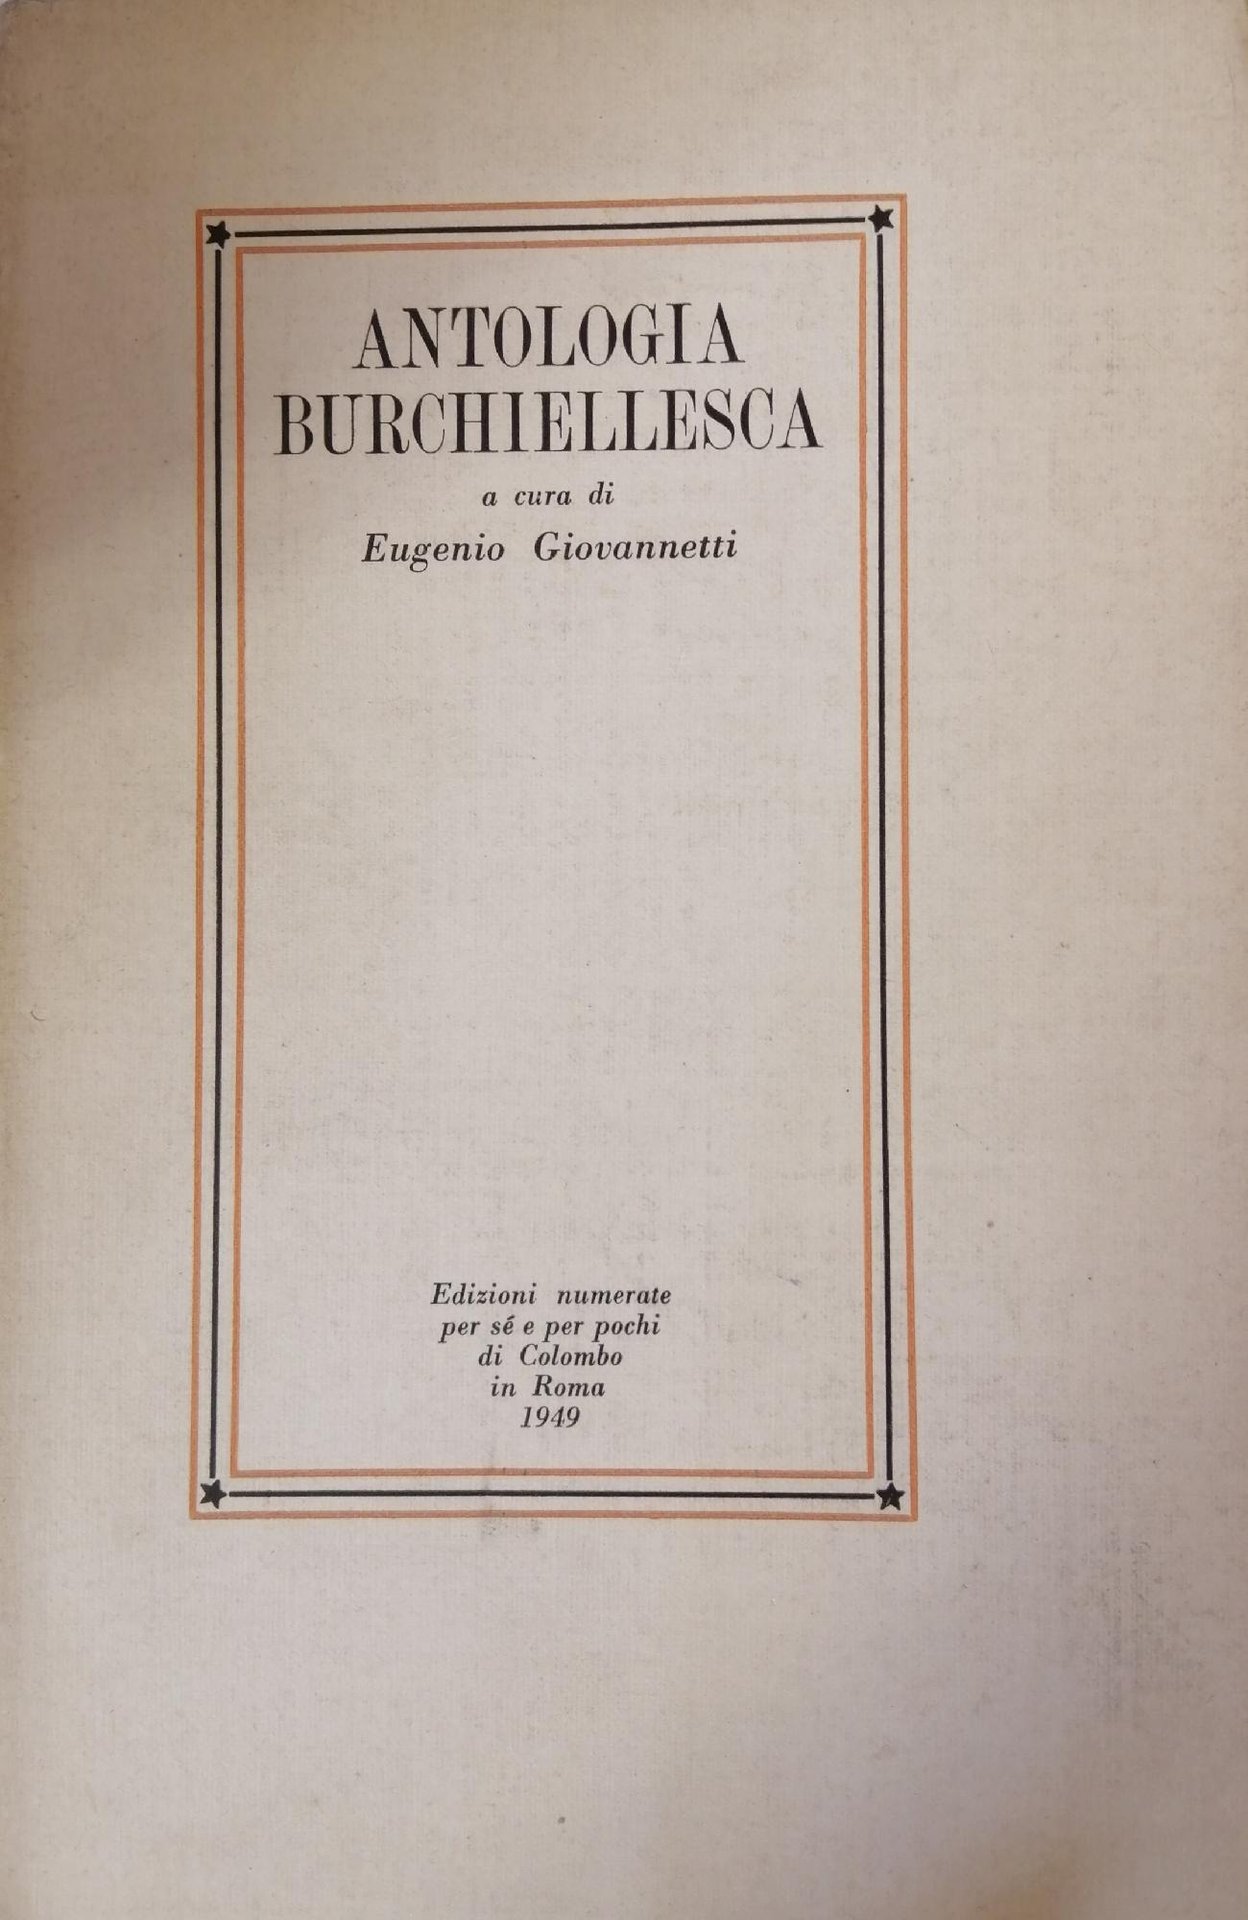 ANTOLOGIA
BURCHIELLESCA
a cura di
Eugenio Giovannetti
Edizioni numerate
per sé e per pochi
di Colombo
in Roma
1949